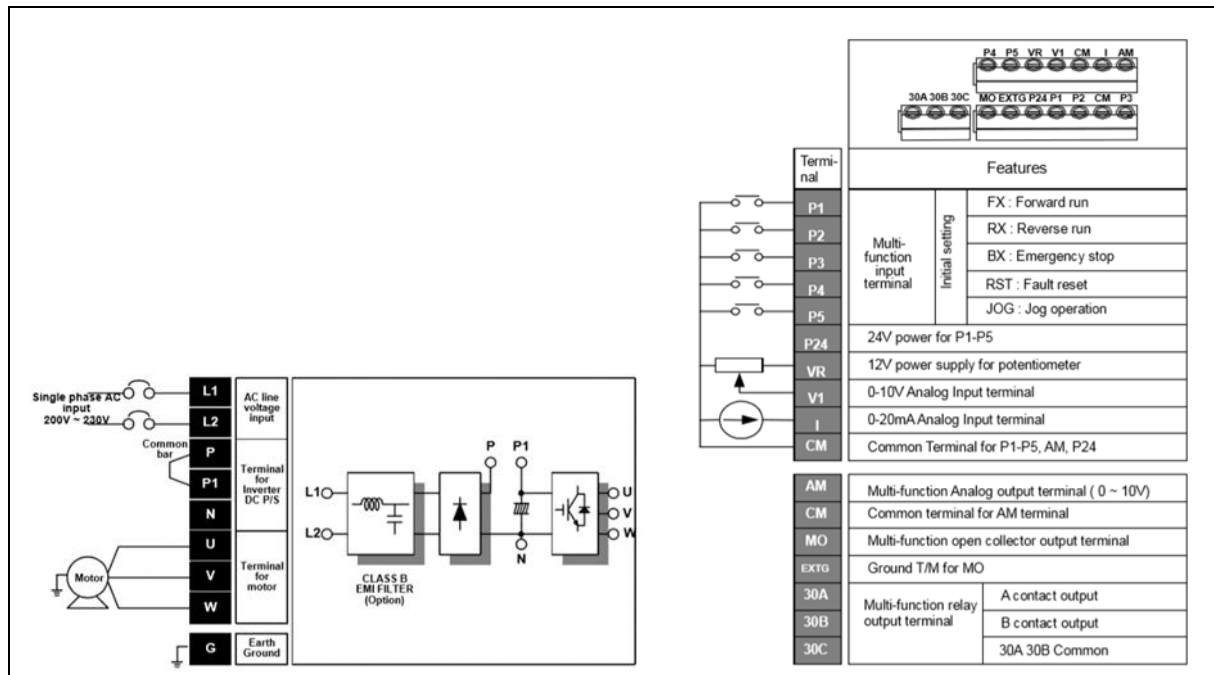 P4 P5 VR V1 CM I AM
30A 30B 30C MO EXTG P24 P1 P2 CM P3
Termi-
nal
Features
P1
P2
P3
P4
P5
P24
VR
V1
I
CM
Multi-
function
input
terminal
Initial setting
FX : Forward run
RX : Reverse run
BX : Emergency stop
RST : Fault reset
JOG : Jog operation
24V power for P1-P5
12V power supply for potentiometer
0-10V Analog Input terminal
0-20mA Analog Input terminal
Common Terminal for P1-P5, AM, P24
AM
Multi-function Analog output terminal ( 0 ~ 10V)
CM
Common terminal for AM terminal
MO
Multi-function open collector output terminal
EXTG
Ground T/M for MO
30A
30B
30C
Multi-function relay
output terminal
A contact output
B contact output
30A 30B Common
Single phase AC
input
200V ~ 230V
Common
bar
L1
L2
P
P1
N
U
V
W
G
AC line
voltage
input
Terminal
for
Inverter
DC P/S
Terminal
for
motor
Earth
Ground
Motor
P P1
L1
L2
N
U
V
W
CLASS B
EMI FILTER
(Option)